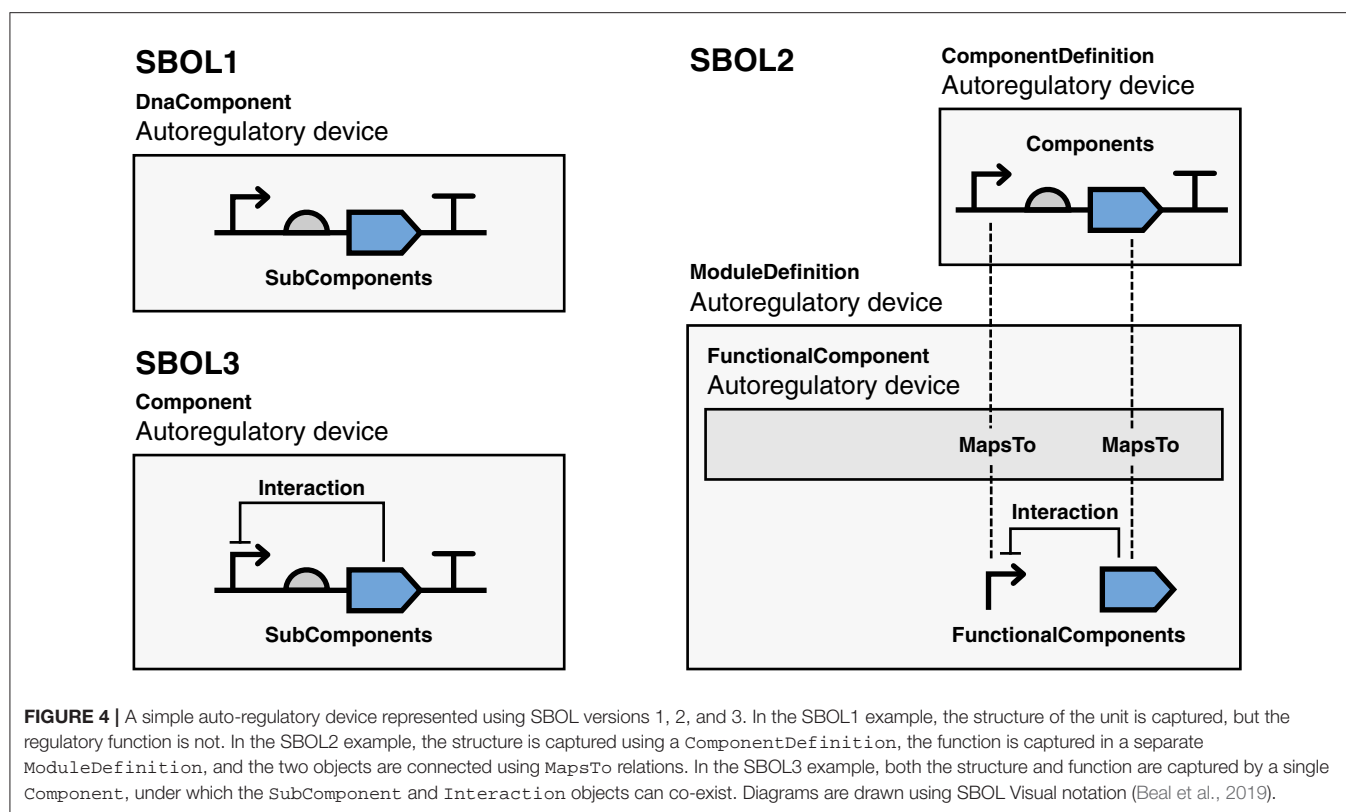 SBOL1
DnaComponent
Autoregulatory device
SubComponents
SBOL3
Component
Autoregulatory device
Interaction
SubComponents
SBOL2
ComponentDefinition
Autoregulatory device
Components
ModuleDefinition
Autoregulatory device
FunctionalComponent
Autoregulatory device
MapsTo MapsTo
Interaction
FunctionalComponents
FIGURE 4 | A simple auto-regulatory device represented using SBOL versions 1, 2, and 3. In the SBOL1 example, the structure of the unit is captured, but the
regulatory function is not. In the SBOL2 example, the structure is captured using a ComponentDefinition, the function is captured in a separate
ModuleDefinition, and the two objects are connected using MapsTo relations. In the SBOL3 example, both the structure and function are captured by a single
Component, under which the SubComponent and Interaction objects can co-exist. Diagrams are drawn using SBOL Visual notation (Beal et al., 2019).